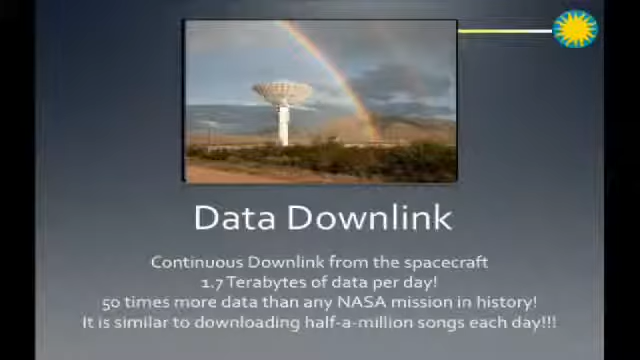 Data Downlink
Continuous Downlink from the spacecraft
1.7 Terabytes of data per day!
50 times more data than any NASA mission in history!
It is similar to downloading half-a-million songs each day!!!